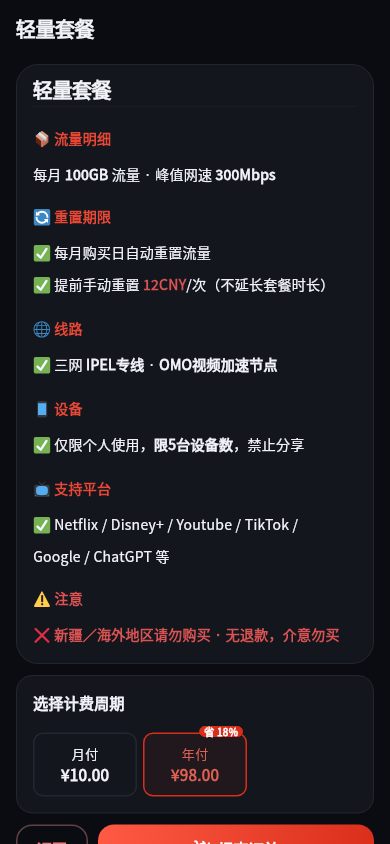 轻量套餐
轻量套餐
📦 流量明细
每月 100GB 流量 · 峰值网速 300Mbps
🔄 重置期限
✅ 每月购买日自动重置流量
✅ 提前手动重置 12CNY/次（不延长套餐时长）
🌐 线路
✅ 三网 IPEL专线 · OMO视频加速节点
📱 设备
✅ 仅限个人使用，限5台设备数，禁止分享
📺 支持平台
✅ Netflix / Disney+ / Youtube / TikTok /
Google / ChatGPT 等
⚠️ 注意
❌ 新疆／海外地区请勿购买 · 无退款，介意勿买
选择计费周期
省 18%
月付
年付
¥10.00
¥98.00